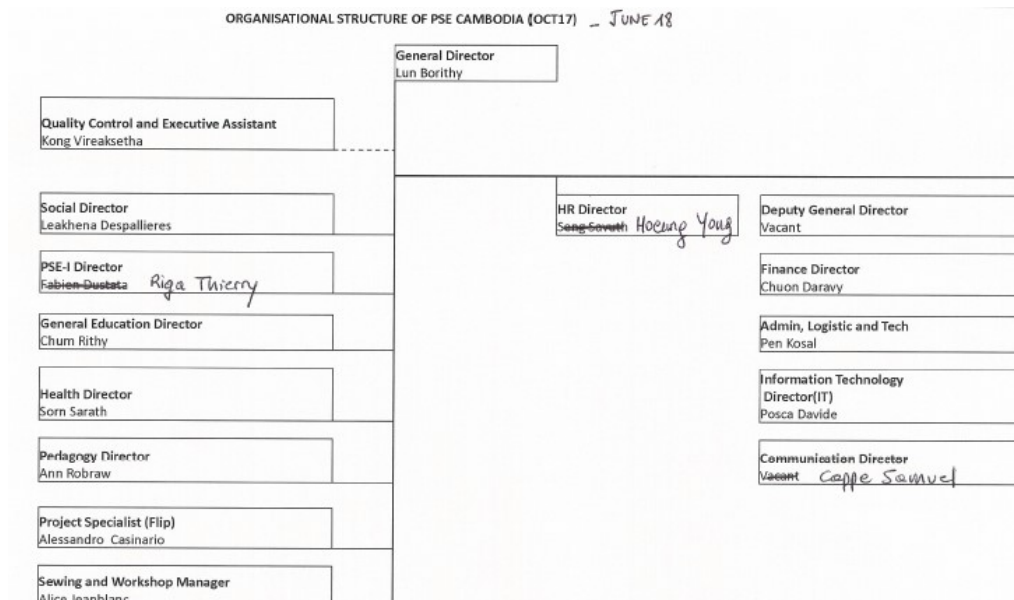 ORGANISATIONAL STRUCTURE OF PSE CAMBODIA (OCT17) _ JUNE 18
General Director
Lun Borithy
Quality Control and Executive Assistant
Kong Vireaksetha
Social Director
Leakhena Despallieres
PSE-I Director
Fabien Dustata Riga Thierry
General Education Director
Chum Rithy
Health Director
Sorn Sarath
Pedagogy Director
Ann Robraw
Project Specialist (Flip)
Alessandro Casinario
Sewing and Workshop Manager
Alice Jeanblanc
HR Director
Seng Savuth Hoeung Yong
Deputy General Director
Vacant
Finance Director
Chuon Daravy
Admin, Logistic and Tech
Pen Kosal
Information Technology
Director(IT)
Posca Davide
Communication Director
Vacant Cappe Samuel